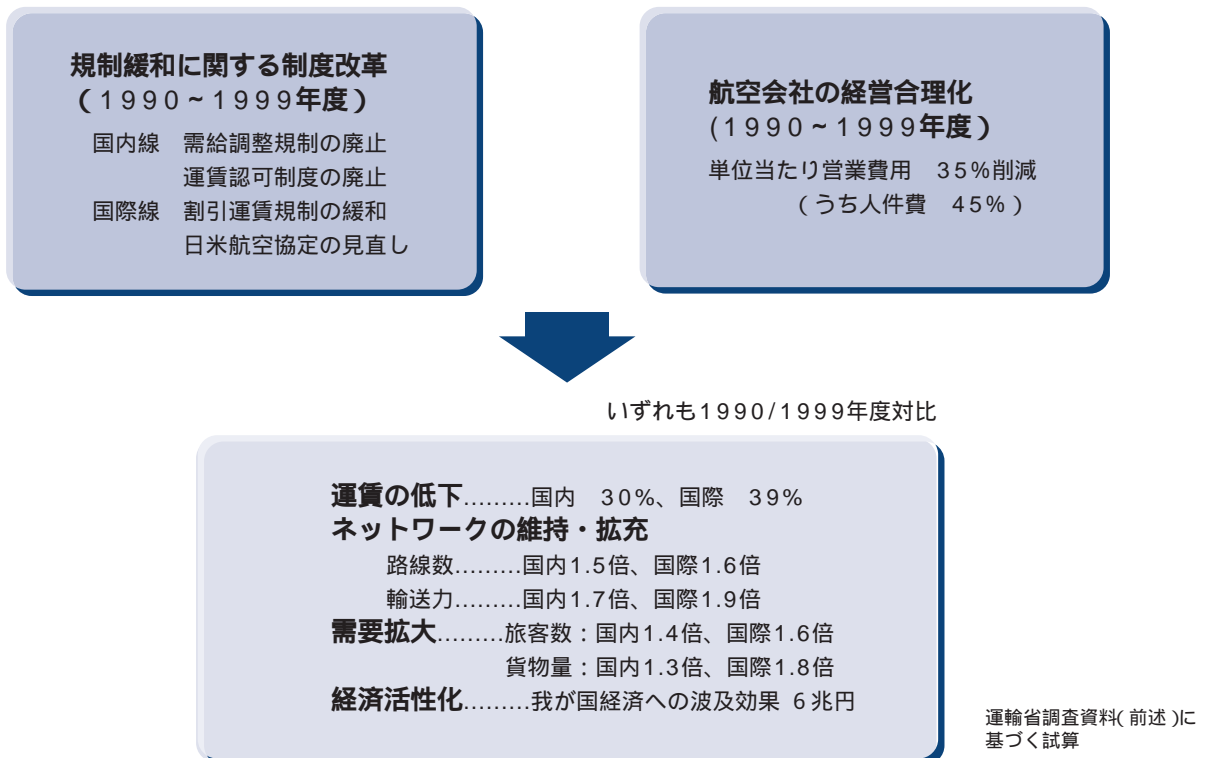 規制緩和に関する制度改革
(1990~1999年度)
国内線 需給調整規制の廃止
運賃認可制度の廃止
国際線 割引運賃規制の緩和
日米航空協定の見直し
航空会社の経営合理化
(1990~1999年度)
単位当たり営業費用 35%削減
(うち人件費 45%)
いずれも1990/1999年度対比
運賃の低下.........国内 30%、国際 39%
ネットワークの維持・拡充
路線数.........国内1.5倍、国際1.6倍
輸送力.........国内1.7倍、国際1.9倍
需要拡大.........旅客数:国内1.4倍、国際1.6倍
貨物量:国内1.3倍、国際1.8倍
経済活性化.........我が国経済への波及効果 6兆円
運輸省調査資料(前述)に
基づく試算